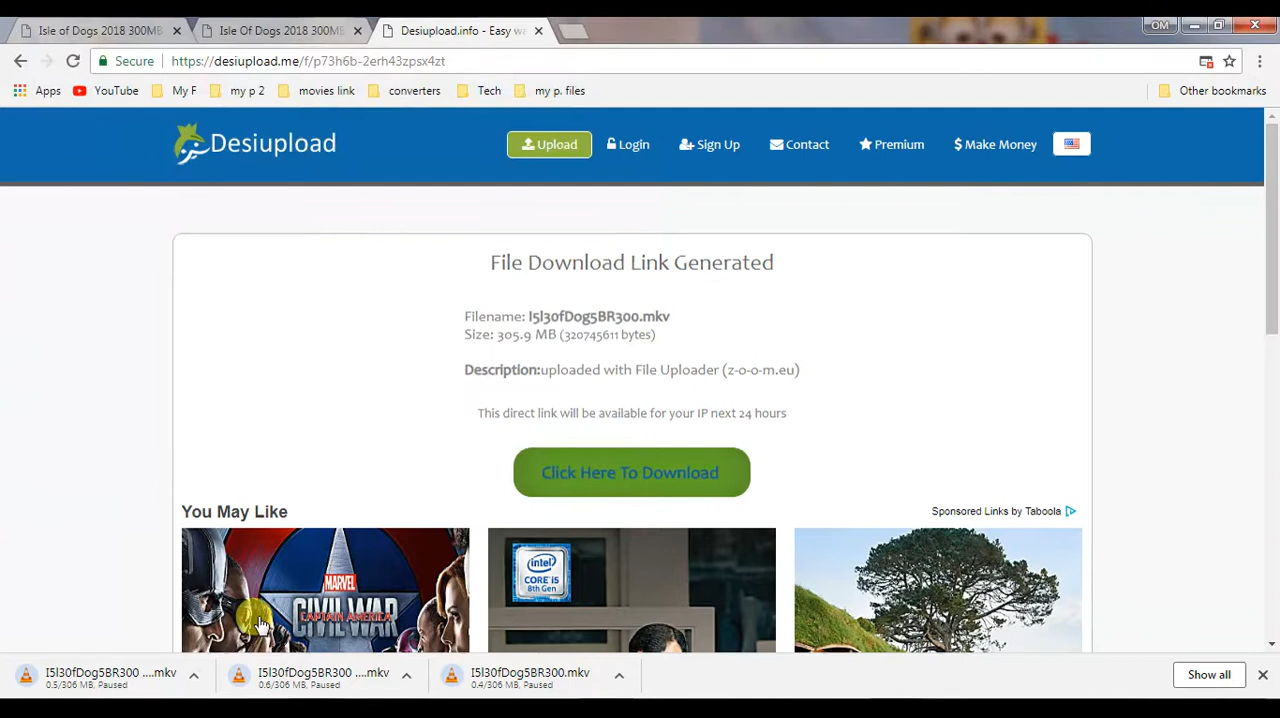 Isle of Dogs 2018 300MB
Isle Of Dogs 2018 300ME
Desiupload.info - Easy wa
OM
Secure
https://desiupload.me/f/p73h6b-2erh43zpsx4zt
Apps
YouTube
My F
my p 2
movies link
converters
Tech
my p. files
Other bookmarks
Desiupload
Upload
Login
Sign Up
Contact
Premium
$ Make Money
File Download Link Generated
Filename: I5l30fDog5BR300.mkv
Size: 305.9 MB (320745611 bytes)
Description:uploaded with File Uploader (z-o-o-m.eu)
This direct link will be available for your IP next 24 hours
Click Here To Download
You May Like
Sponsored Links by Taboola
MARVEL
CAPTAIN AMERICA
CIVIL WAR
intel
CORE i5
8th Gen
I5l30fDog5BR300 ....mkv
0.5/306 MB, Paused
I5l30fDog5BR300 ....mkv
0.6/306 MB, Paused
I5l30fDog5BR300.mkv
0.4/306 MB, Paused
Show all